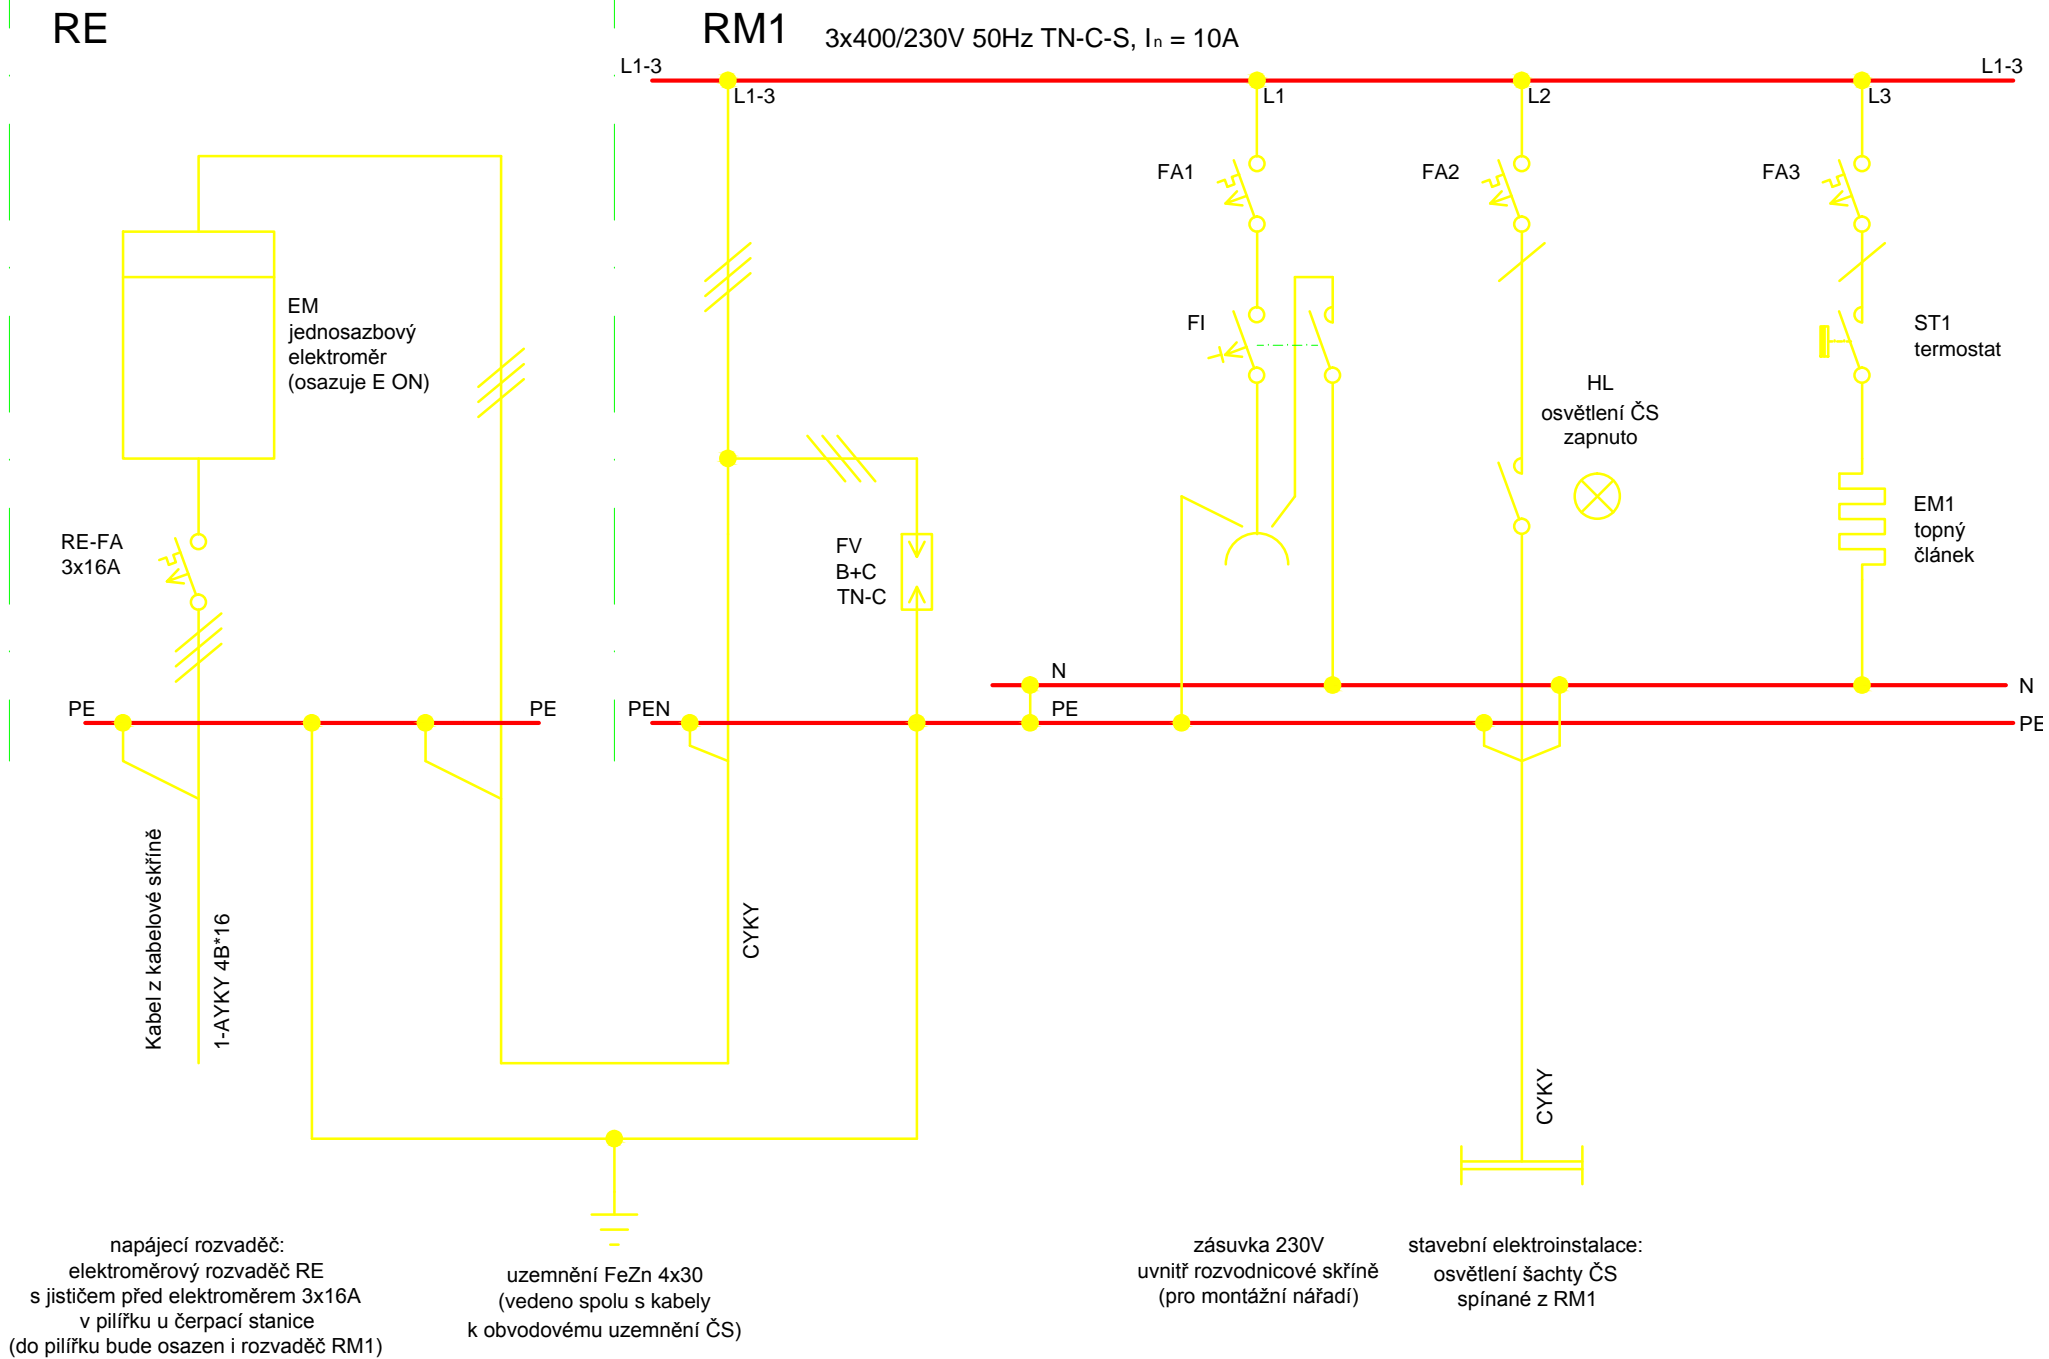 RE
RM1
3x400/230V 50Hz TN-C-S, In = 10A
L1-3
L1-3
L1-3
L1
L2
L3
FA1
FA2
FA3
EM
jednosazbový
elektroměr
(osazuje E ON)
FI
ST1
termostat
HL
osvětlení ČS
zapnuto
RE-FA
3x16A
FV
B+C
TN-C
EM1
topný
článek
N
N
PE
PE
PEN
PE
PE
Kabel z kabelové skříně
1-AYKY 4B*16
CYKY
CYKY
napájecí rozvaděč:
elektroměrový rozvaděč RE
s jističem před elektroměrem 3x16A
v pilířku u čerpací stanice
(do pilířku bude osazen i rozvaděč RM1)
uzemnění FeZn 4x30
(vedeno spolu s kabely
k obvodovému uzemnění ČS)
zásuvka 230V
uvnitř rozvodnicové skříně
(pro montážní nářadí)
stavební elektroinstalace:
osvětlení šachty ČS
spínané z RM1